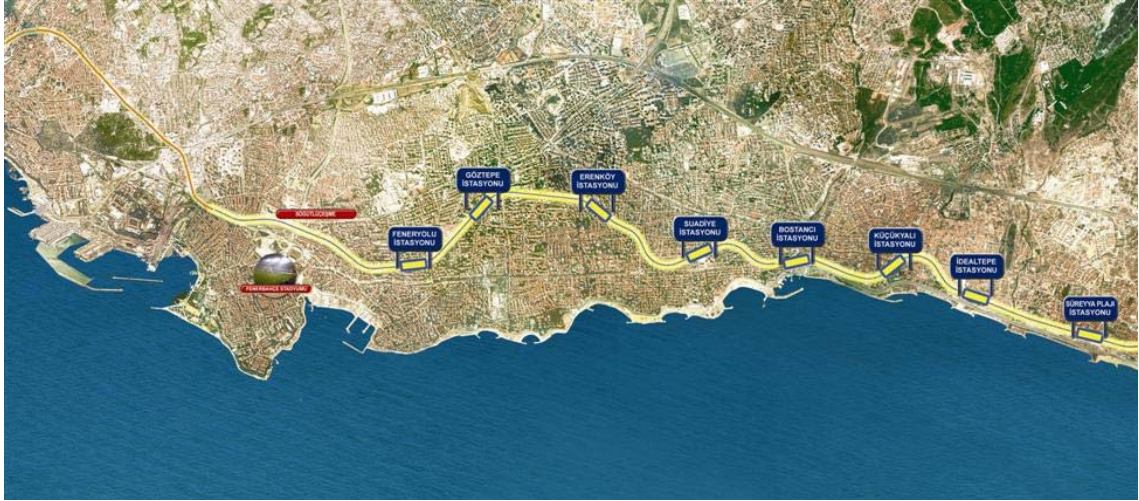 SÖĞÜTLÜÇEŞME
FENERBAHÇE STADYUMU
FENERYOLU
İSTASYONU
GÖZTEPE
İSTASYONU
ERENKÖY
İSTASYONU
SUADİYE
İSTASYONU
BOSTANCI
İSTASYONU
KÜÇÜKYALI
İSTASYONU
İDEALTEPE
İSTASYONU
SÜREYYA PLAJI
İSTASYONU